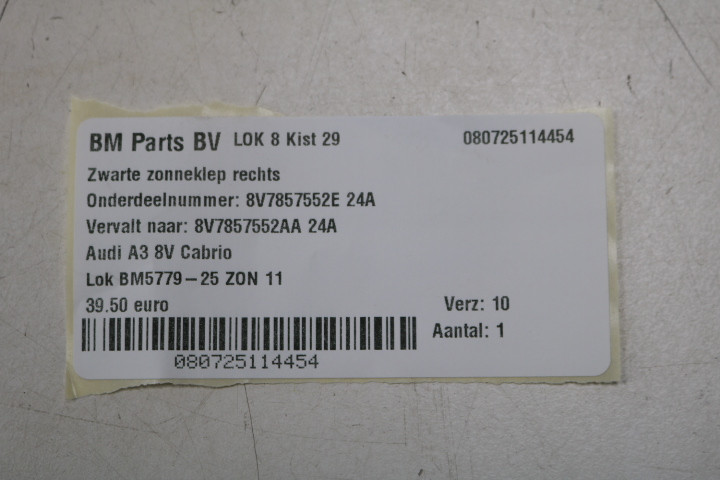 BM Parts BV LOK 8 Kist 29 080725114454
Zwarte zonneklep rechts
Onderdeelnummer: 8V7857552E 24A
Vervalt naar: 8V7857552AA 24A
Audi A3 8V Cabrio
Lok BM5779-25 ZON 11
39.50 euro Verz: 10
Aantal: 1
080725114454